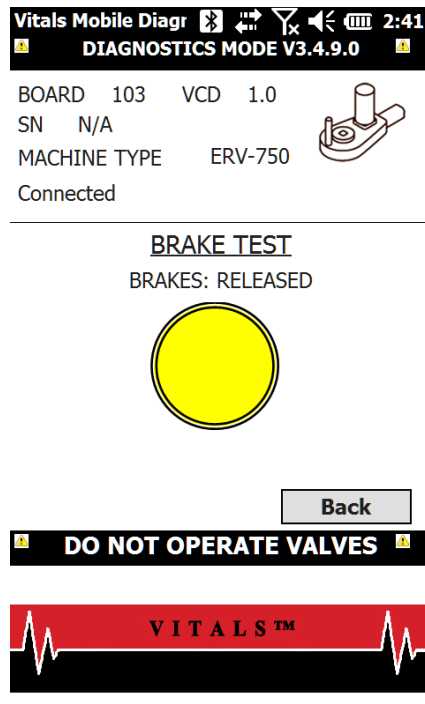 Vitals Mobile Diagr 2:41
DIAGNOSTICS MODE V3.4.9.0
BOARD 103 VCD 1.0
SN N/A
MACHINE TYPE ERV-750
Connected
BRAKE TEST
BRAKES: RELEASED
Back
DO NOT OPERATE VALVES
VITALS™